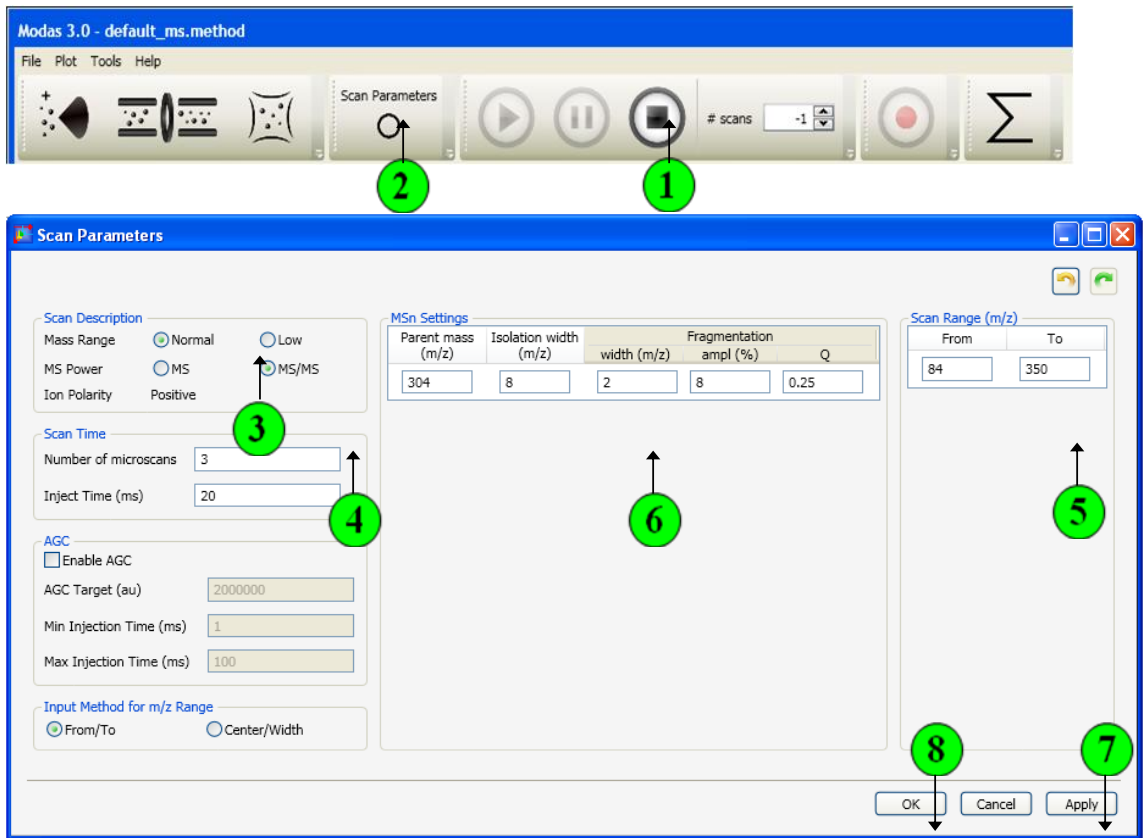 Modas 3.0 - default_ms.method
File Plot Tools Help
+
Scan Parameters
# scans -1
Σ
2
1
Scan Parameters
Scan Description
Mass Range Normal Low
MS Power MS MS/MS
Ion Polarity Positive
3
Scan Time
Number of microscans 3
Inject Time (ms) 20
4
AGC
Enable AGC
AGC Target (au) 2000000
Min Injection Time (ms) 1
Max Injection Time (ms) 100
Input Method for m/z Range
From/To Center/Width
MSn Settings
Parent mass (m/z) Isolation width (m/z) Fragmentation
width (m/z) ampl (%) Q
304 8 2 8 0.25
6
Scan Range (m/z)
From To
84 350
5
8
7
OK Cancel Apply